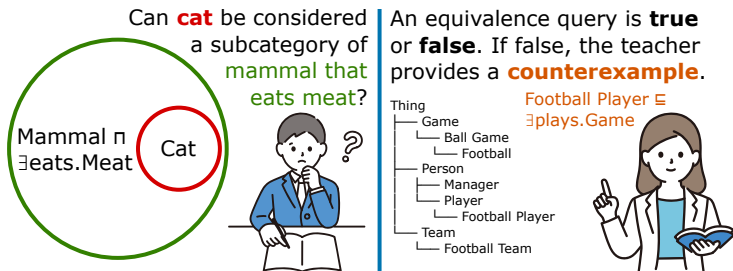 Can cat be considered
a subcategory of
mammal that
eats meat?
Mammal ⊓
∃eats.Meat
Cat
?
An equivalence query is true
or false. If false, the teacher
provides a counterexample.
Football Player ⊑
∃plays.Game
Thing
Game
Ball Game
Football
Person
Manager
Player
Football Player
Team
Football Team